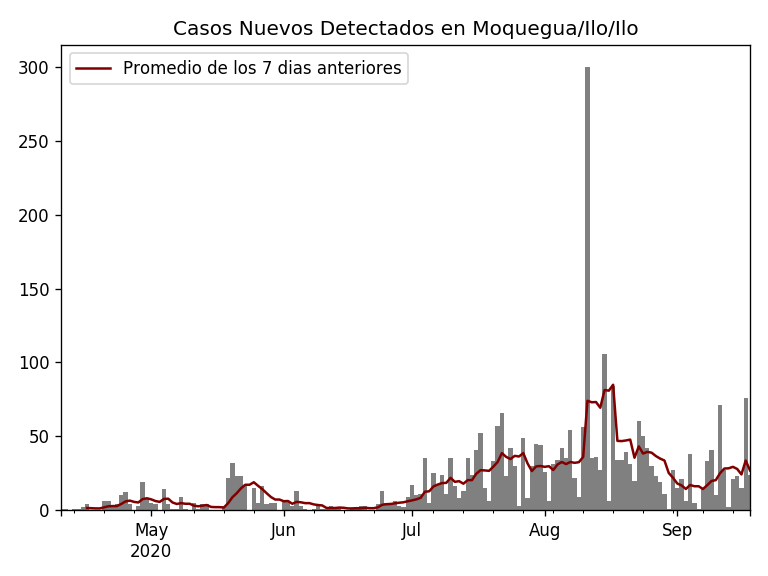 Casos Nuevos Detectados en Moquegua/Ilo/Ilo
Promedio de los 7 dias anteriores
300
250
200
150
100
50
0
May Jun Jul Aug Sep
2020